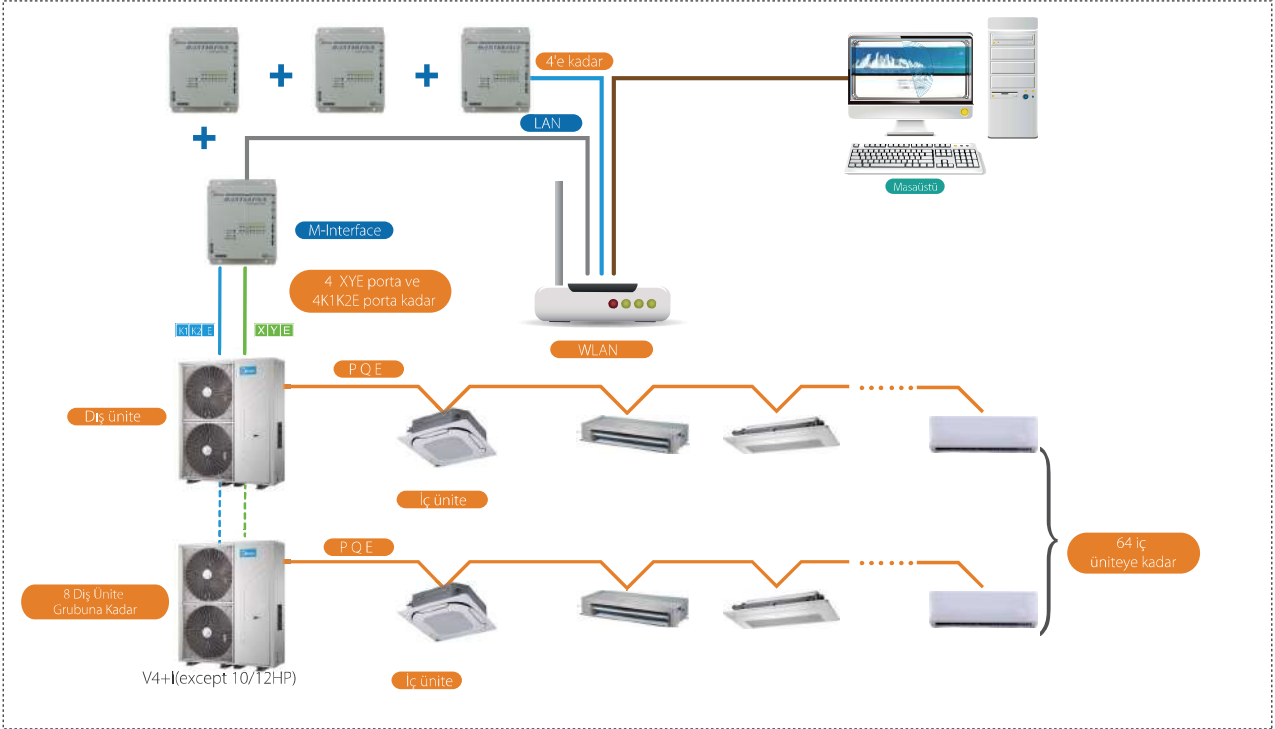 4'e kadar
LAN
Masaüstü
M-Interface
4 XYE porta ve
4K1K2E porta kadar
K1 K2 E
X Y E
WLAN
P Q E
Dış ünite
İç ünite
P Q E
64 iç
üniteye kadar
8 Dış Ünite
Grubuna Kadar
V4+I(except 10/12HP)
İç ünite